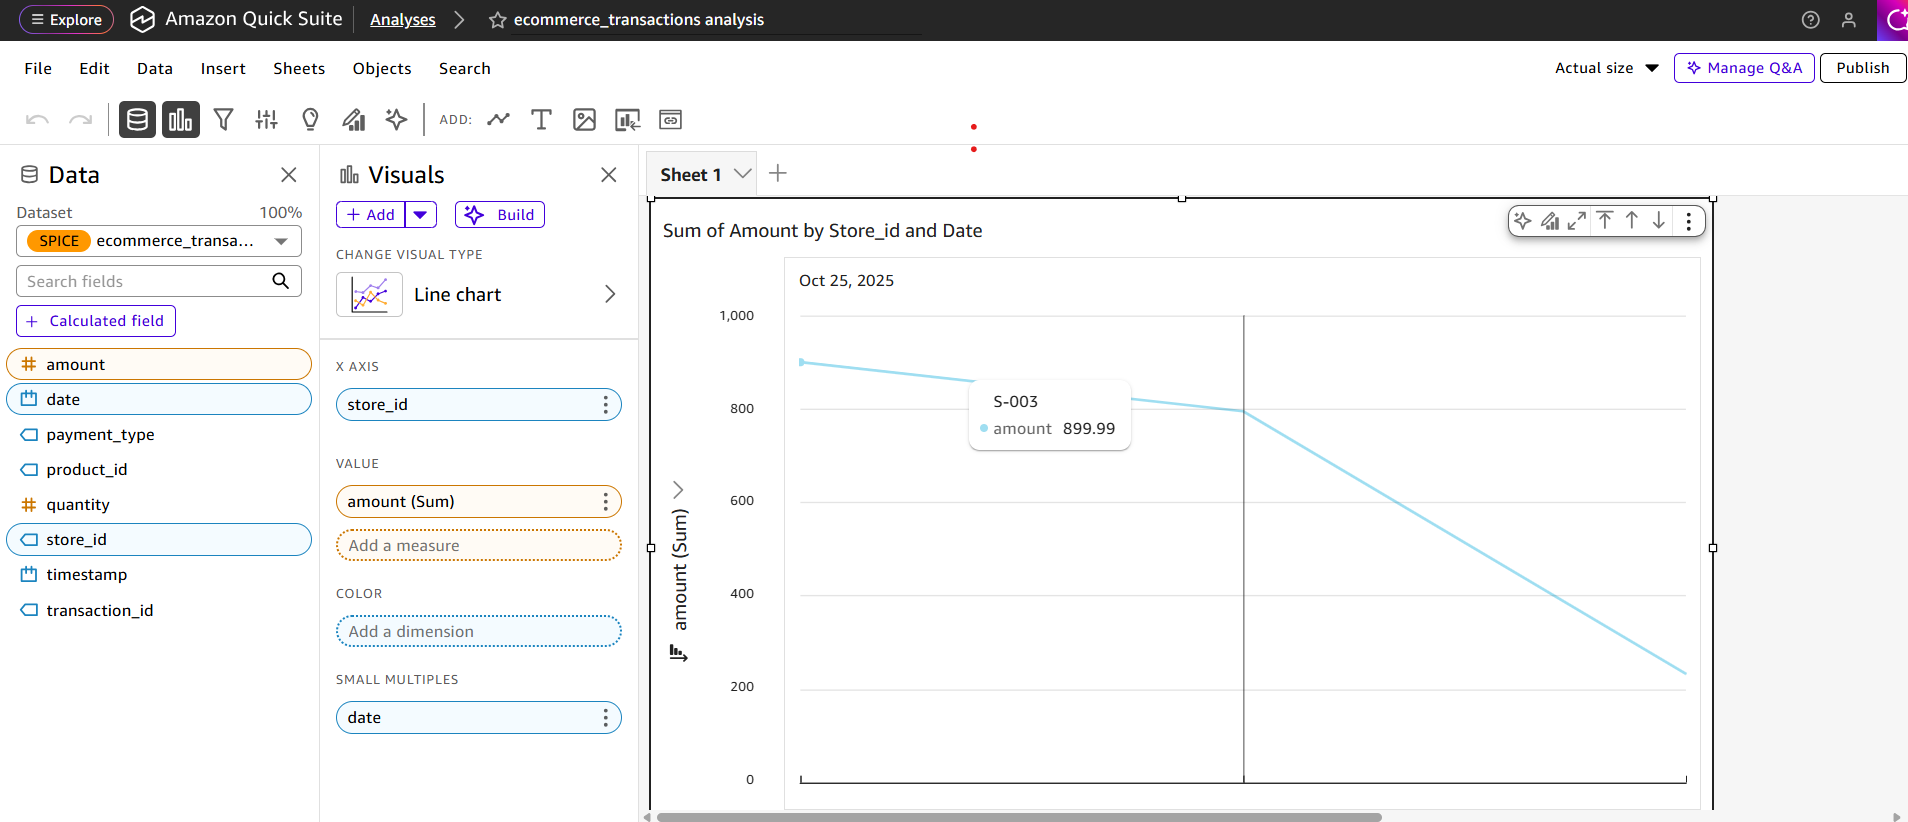 Explore
Amazon Quick Suite
Analyses
ecommerce_transactions analysis
File Edit Data Insert Sheets Objects Search
Actual size
Manage Q&A
Publish
ADD:
Data
Dataset 100%
SPICE ecommerce_transa...
Search fields
+ Calculated field
amount
date
payment_type
product_id
quantity
store_id
timestamp
transaction_id
Visuals
+ Add
Build
CHANGE VISUAL TYPE
Line chart
X AXIS
store_id
VALUE
amount (Sum)
Add a measure
COLOR
Add a dimension
SMALL MULTIPLES
date
Sheet 1
Sum of Amount by Store_id and Date
Oct 25, 2025
1,000
800
600
400
200
0
amount (Sum)
S-003
amount 899.99